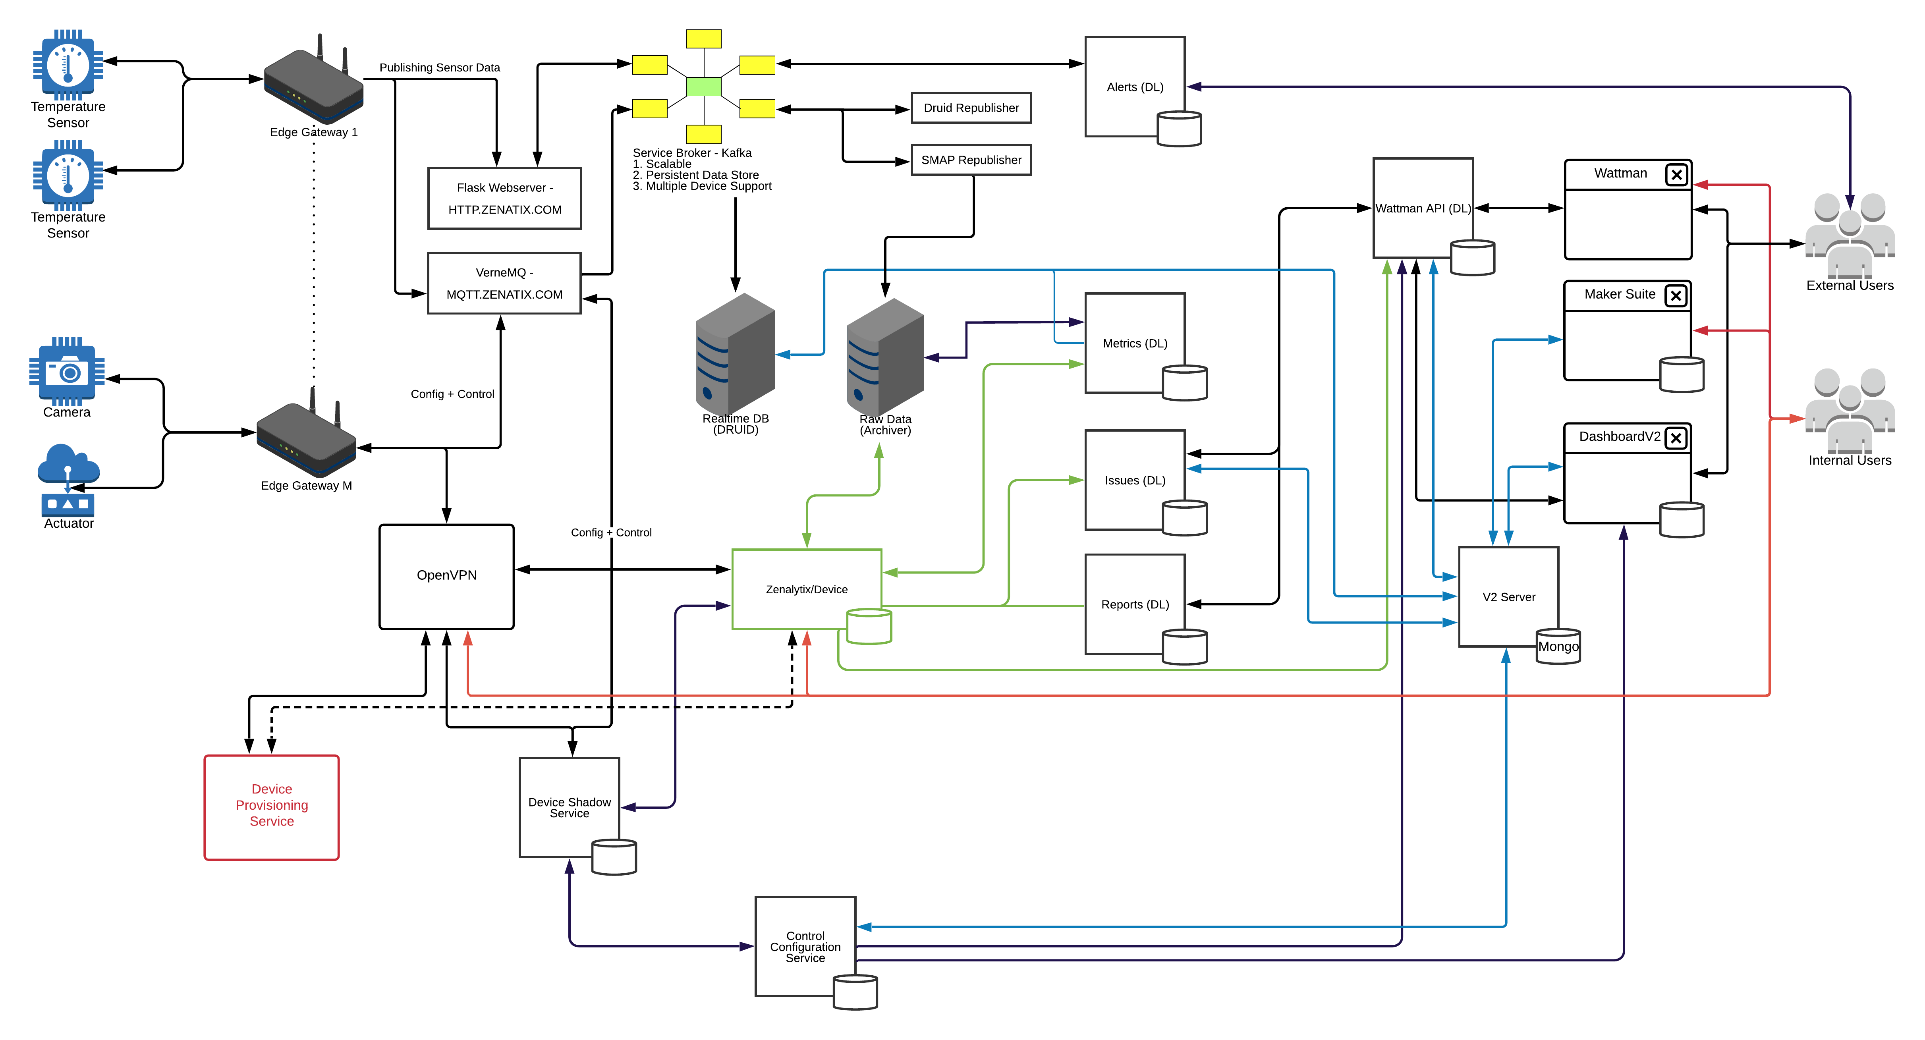 Temperature
Sensor
Temperature
Sensor
Camera
Actuator
Edge Gateway 1
Edge Gateway M
Publishing Sensor Data
Flask Webserver -
HTTP.ZENATIX.COM
VerneMQ -
MQTT.ZENATIX.COM
Config + Control
Config + Control
OpenVPN
Device
Provisioning
Service
Service Broker - Kafka
1. Scalable
2. Persistent Data Store
3. Multiple Device Support
Druid Republisher
SMAP Republisher
Realtime DB
(DRUID)
Raw Data
(Archiver)
Zenalytix/Device
Device Shadow
Service
Control
Configuration
Service
Alerts (DL)
Metrics (DL)
Issues (DL)
Reports (DL)
Wattman API (DL)
Wattman
Maker Suite
DashboardV2
V2 Server
Mongo
External Users
Internal Users